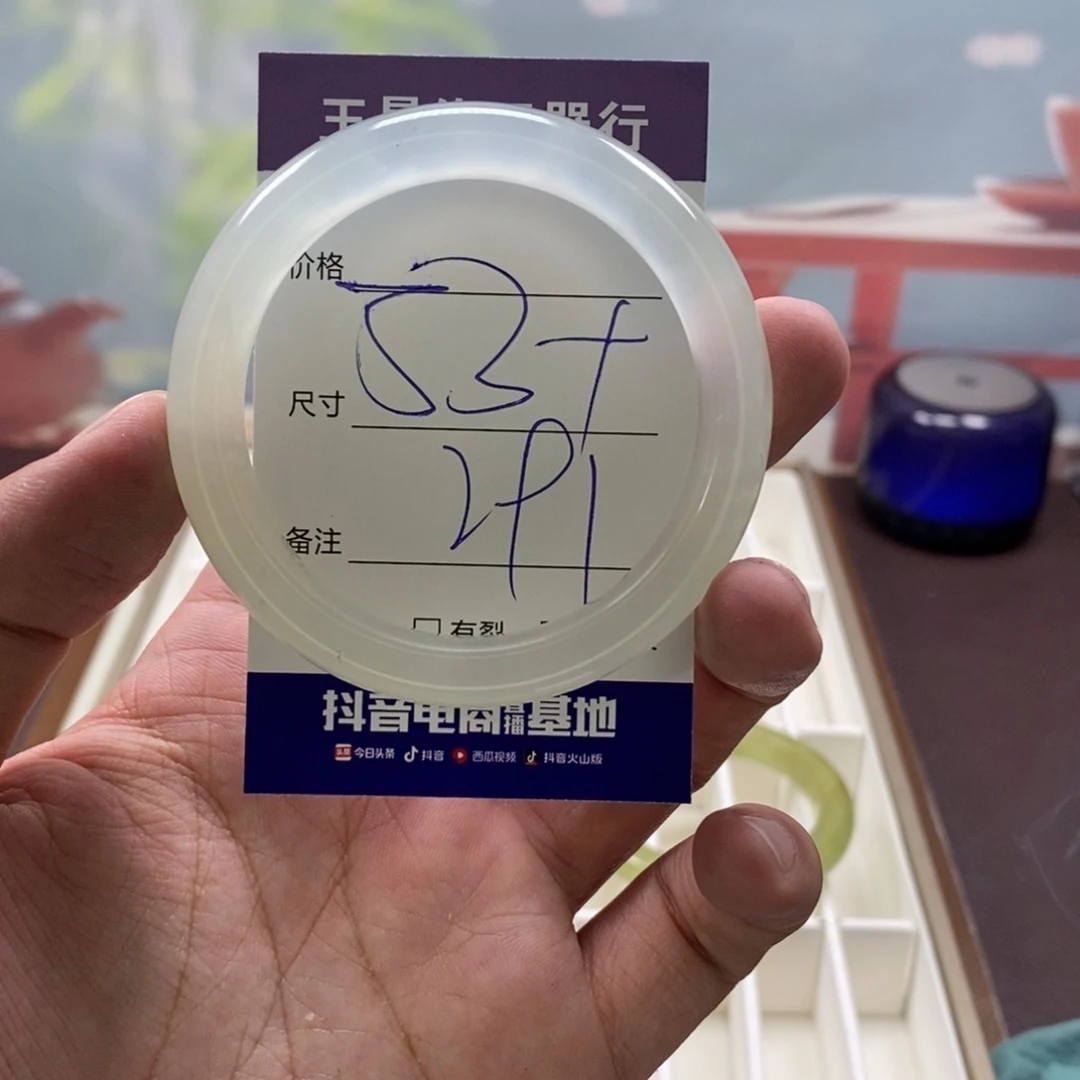 价格
53+
尺寸
备注
有裂
抖音电商直播基地
今日头条 抖音 西瓜视频 抖音火山版